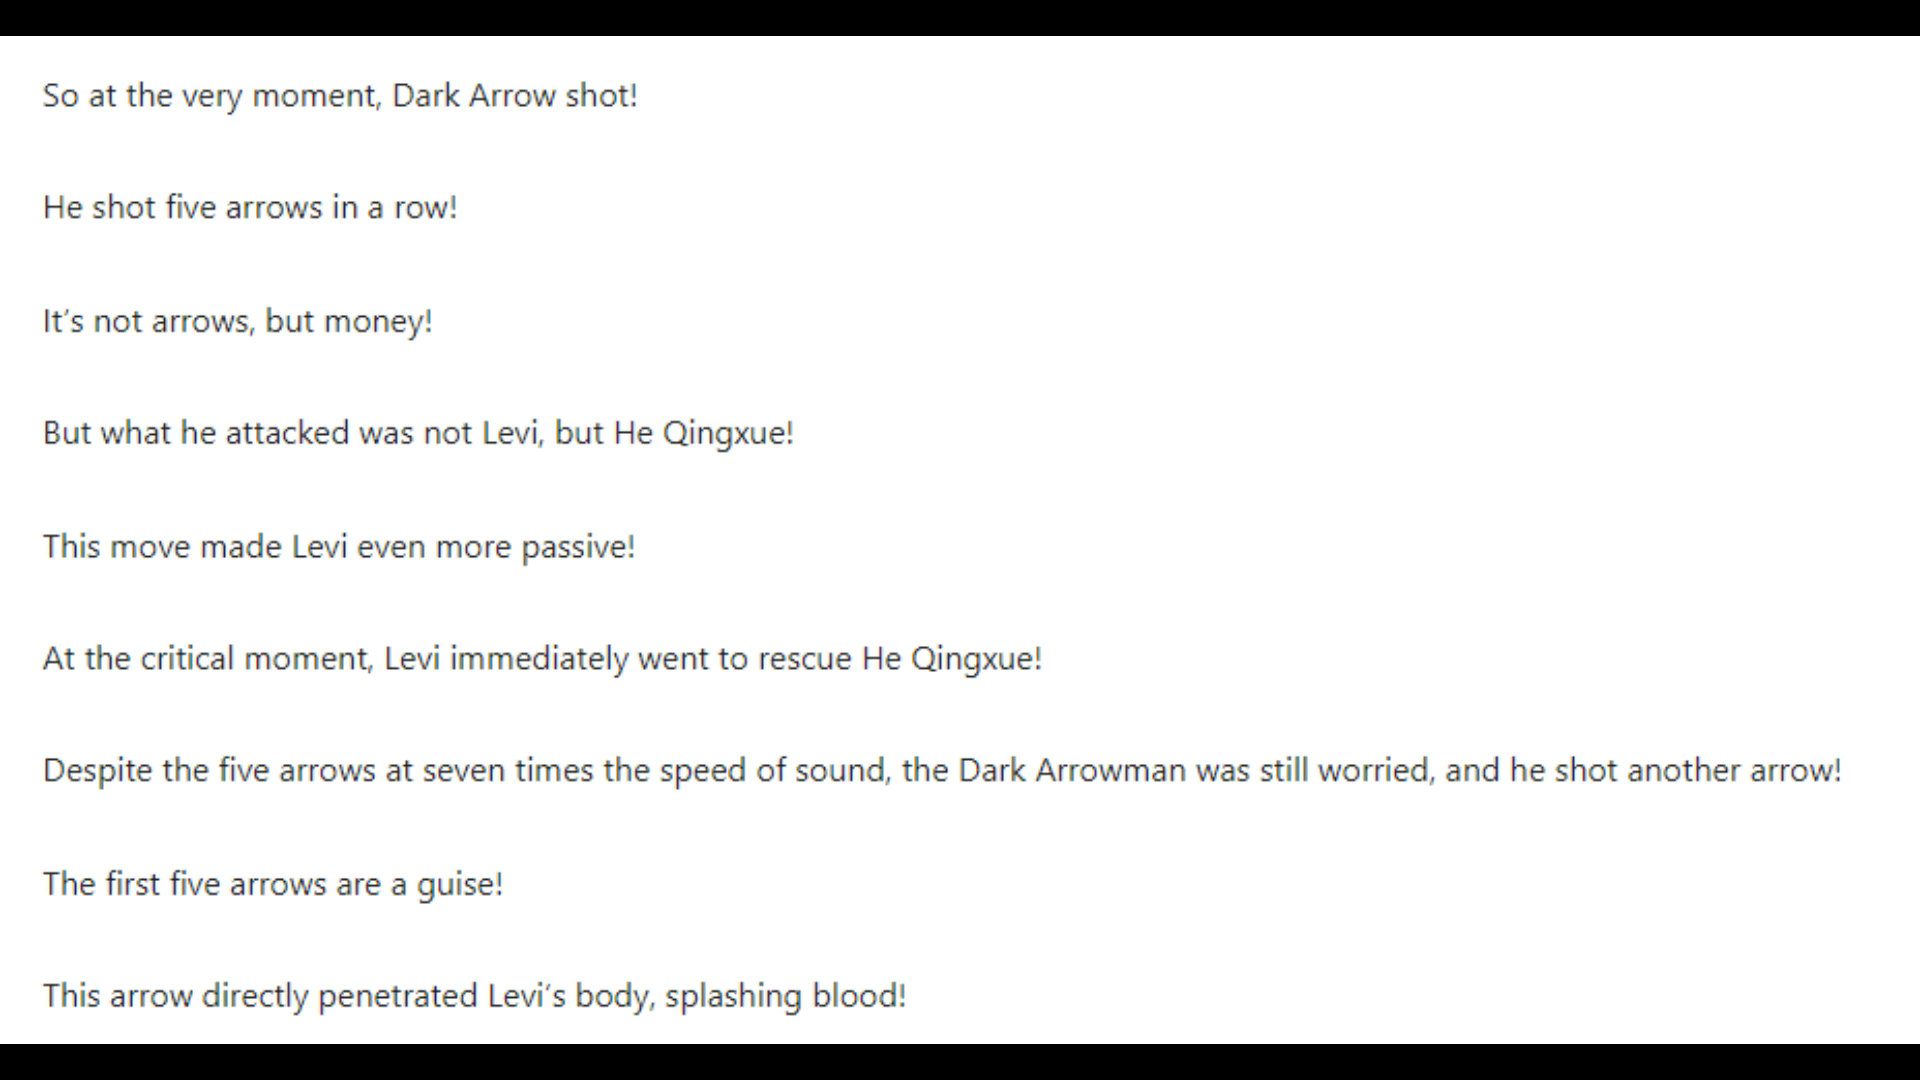 So at the very moment, Dark Arrow shot!
He shot five arrows in a row!
It’s not arrows, but money!
But what he attacked was not Levi, but He Qingxue!
This move made Levi even more passive!
At the critical moment, Levi immediately went to rescue He Qingxue!
Despite the five arrows at seven times the speed of sound, the Dark Arrowman was still worried, and he shot another arrow!
The first five arrows are a guise!
This arrow directly penetrated Levi’s body, splashing blood!